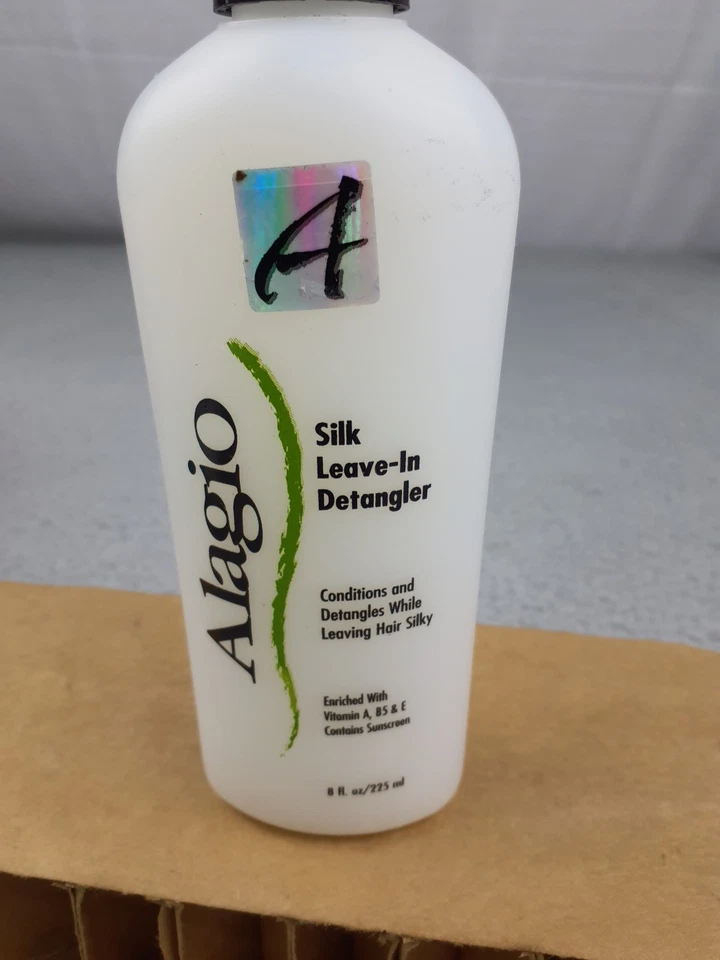 A
Alagio
Silk
Leave-In
Detangler
Conditions and
Detangles While
Leaving Hair Silky
Enriched With
Vitamin A, B5 & E
Contains Sunscreen
8 fl. oz/225 ml